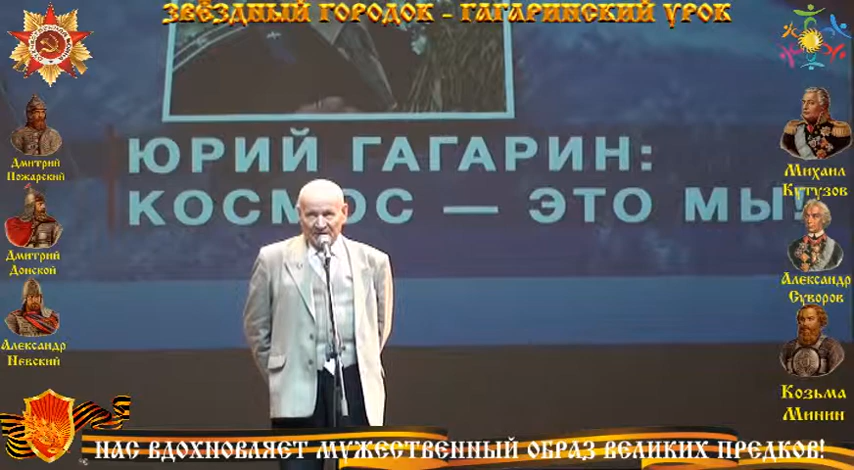 ЗВЁЗДНЫЙ ГОРОДОК - ГАГАРИНСКИЙ УРОК
ЮРИЙ ГАГАРИН:
КОСМОС — ЭТО МЫ!
Дмитрий
Пожарский
Дмитрий
Донской
Александр
Невский
Михаил
Кутузов
Александр
Суворов
Козьма
Минин
НАС ВДОХНОВЛЯЕТ МУЖЕСТВЕННЫЙ ОБРАЗ ВЕЛИКИХ ПРЕДКОВ!